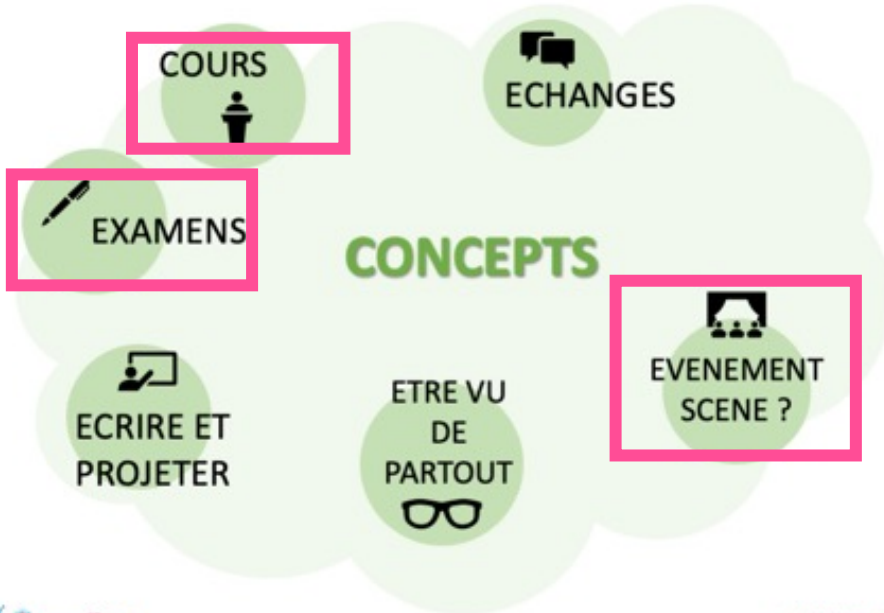 COURS
ECHANGES
EXAMENS
CONCEPTS
EVENEMENT
SCENE ?
ECRIRE ET
PROJETER
ETRE VU
DE
PARTOUT